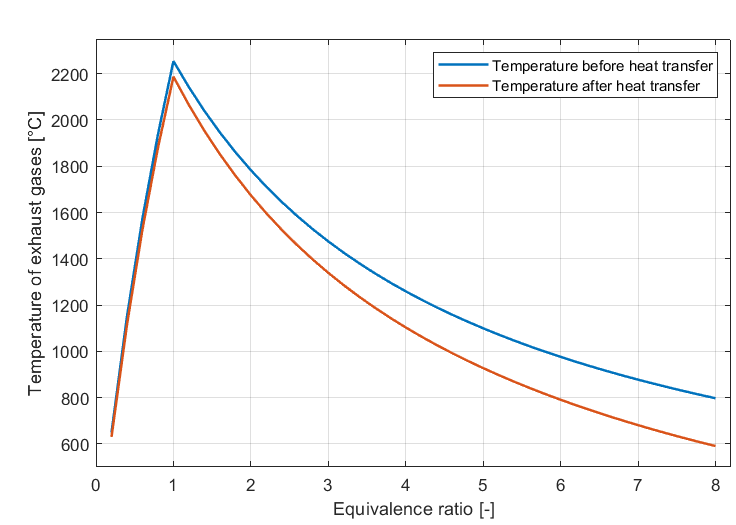 Temperature before heat transfer
Temperature after heat transfer
2200
2000
1800
1600
1400
1200
1000
800
600
Temperature of exhaust gases [°C]
0 1 2 3 4 5 6 7 8
Equivalence ratio [-]